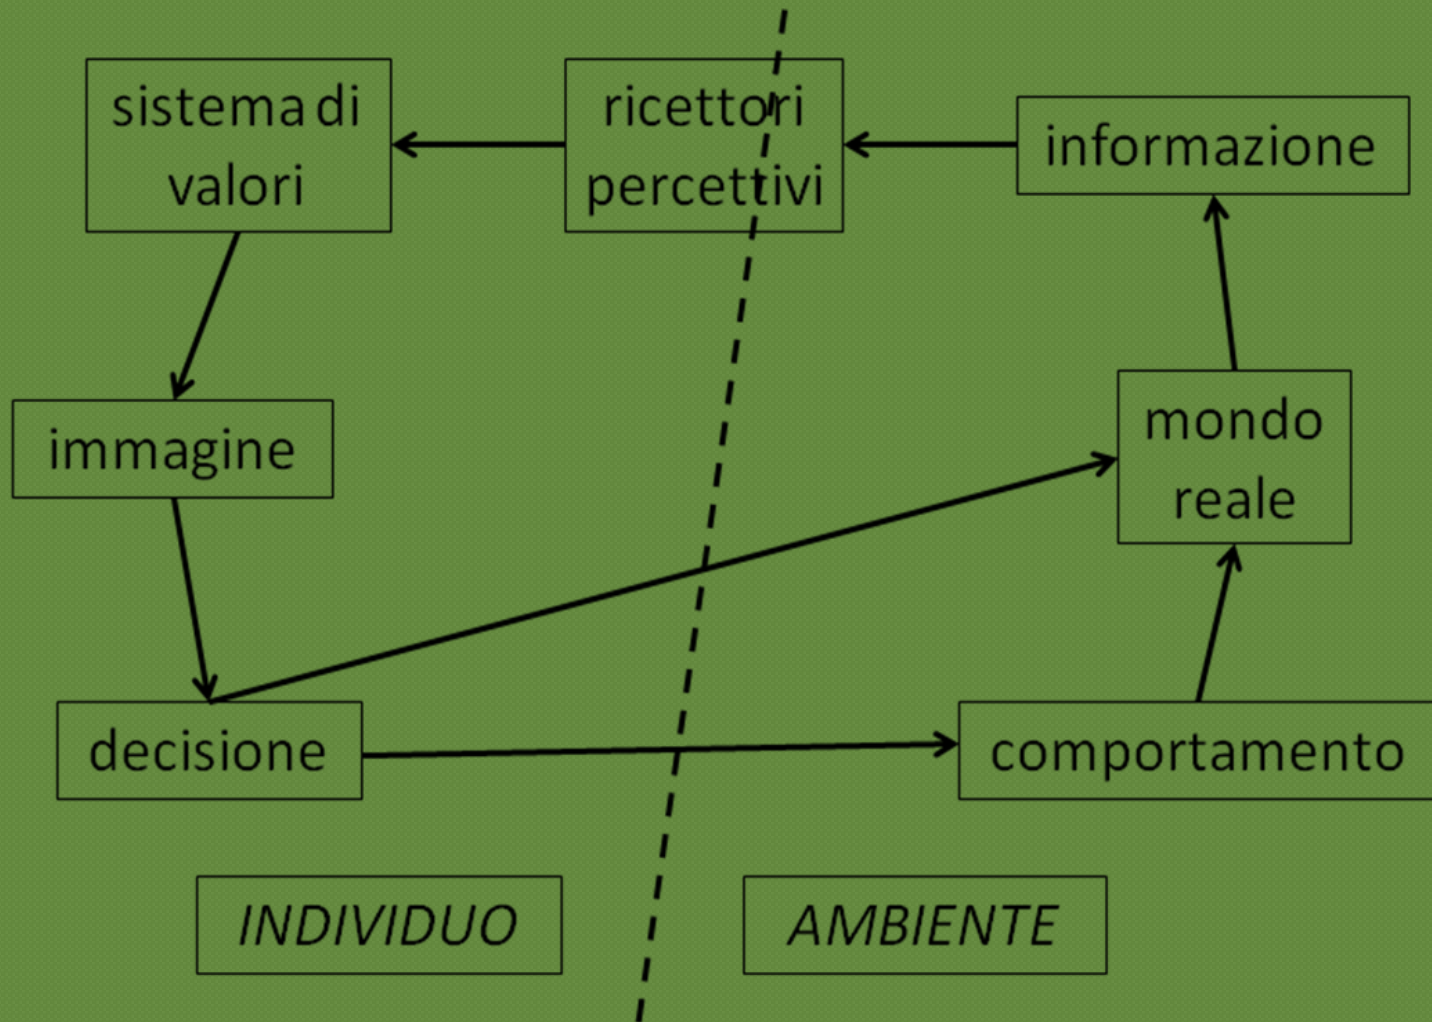 sistema di
valori
ricettori
percettivi
informazione
immagine
mondo
reale
decisione
comportamento
INDIVIDUO
AMBIENTE